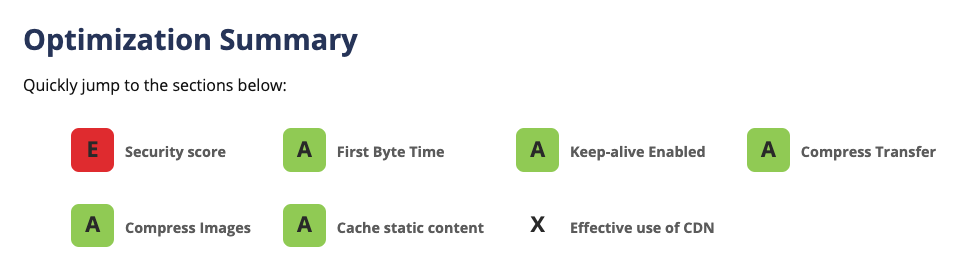 Optimization Summary
Quickly jump to the sections below:
E Security score A First Byte Time A Keep-alive Enabled A Compress Transfer
A Compress Images A Cache static content X Effective use of CDN